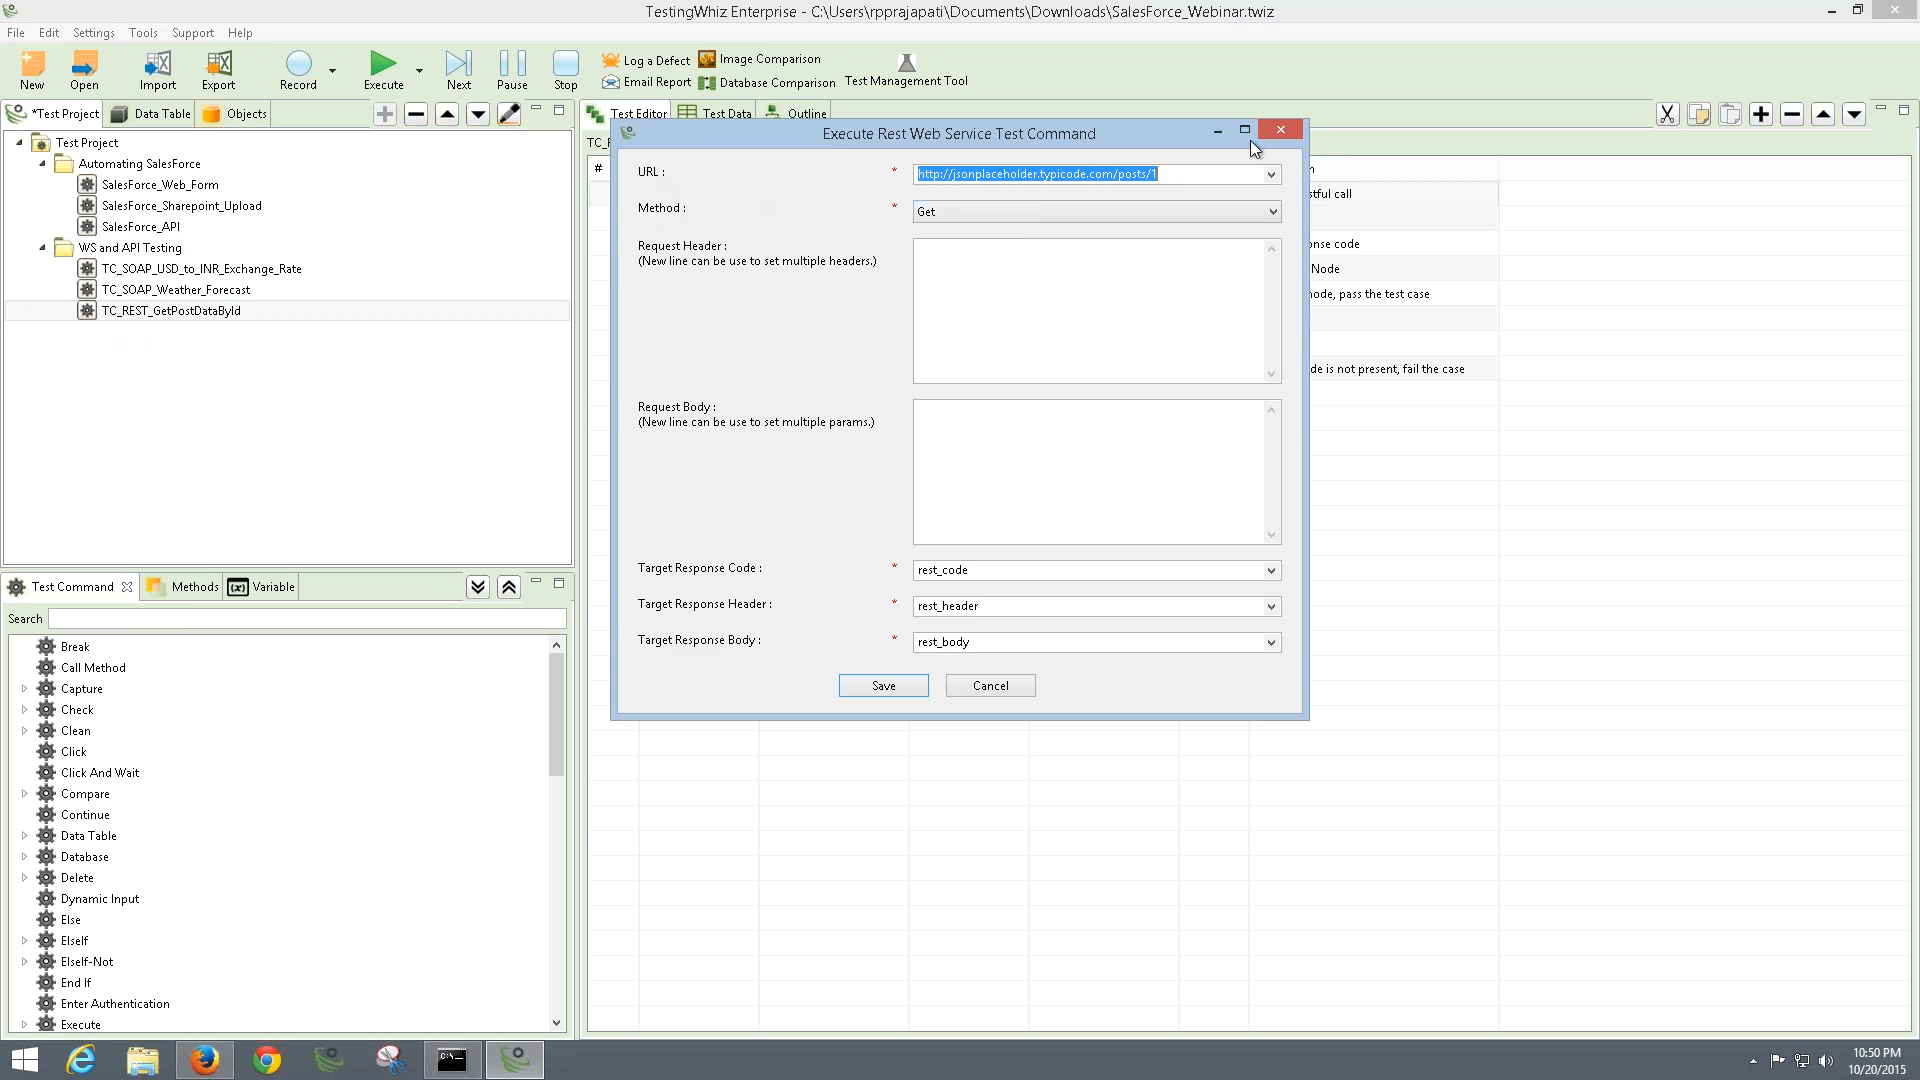 TestingWhiz Enterprise - C:\Users\rpprajapati\Documents\Downloads\SalesForce_Webinar.twiz
File Edit Settings Tools Support Help
New Open Import Export Record Execute Next Pause Stop
Log a Defect Image Comparison
Email Report Database Comparison Test Management Tool
*Test Project Data Table Objects
Test Editor Test Data Outline
Test Project
Automating SalesForce
SalesForce_Web_Form
SalesForce_Sharepoint_Upload
SalesForce_API
WS and API Testing
TC_SOAP_USD_to_INR_Exchange_Rate
TC_SOAP_Weather_Forecast
TC_REST_GetPostDataById
#
Execute Rest Web Service Test Command
URL : *
http://jsonplaceholder.typicode.com/posts/1
Method : *
Get
Request Header :
(New line can be use to set multiple headers.)
Request Body :
(New line can be use to set multiple params.)
Target Response Code : *
rest_code
Target Response Header : *
rest_header
Target Response Body : *
rest_body
Save Cancel
stful call
onse code
Node
node, pass the test case
de is not present, fail the case
Test Command Methods (x) Variable
Search
Break
Call Method
Capture
Check
Clean
Click
Click And Wait
Compare
Continue
Data Table
Database
Delete
Dynamic Input
Else
ElseIf
ElseIf-Not
End If
Enter Authentication
Execute
10:50 PM
10/20/2015